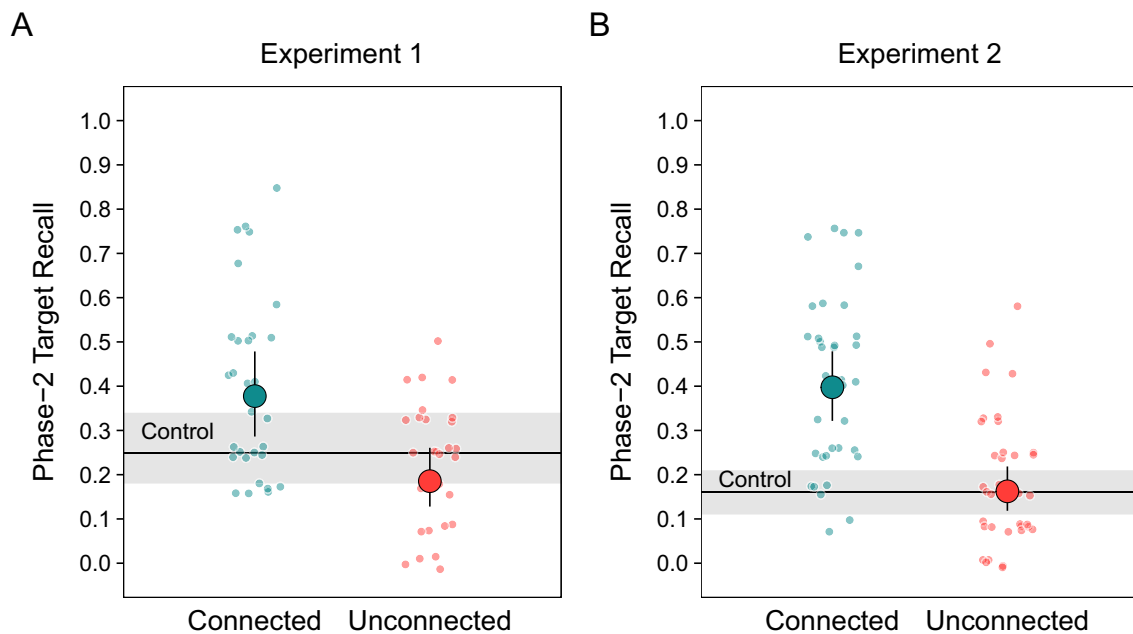 A
Experiment 1
Phase−2 Target Recall
1.0
0.9
0.8
0.7
0.6
0.5
0.4
0.3
0.2
0.1
0.0
Control
Connected
Unconnected
B
Experiment 2
Phase−2 Target Recall
1.0
0.9
0.8
0.7
0.6
0.5
0.4
0.3
0.2
0.1
0.0
Control
Connected
Unconnected